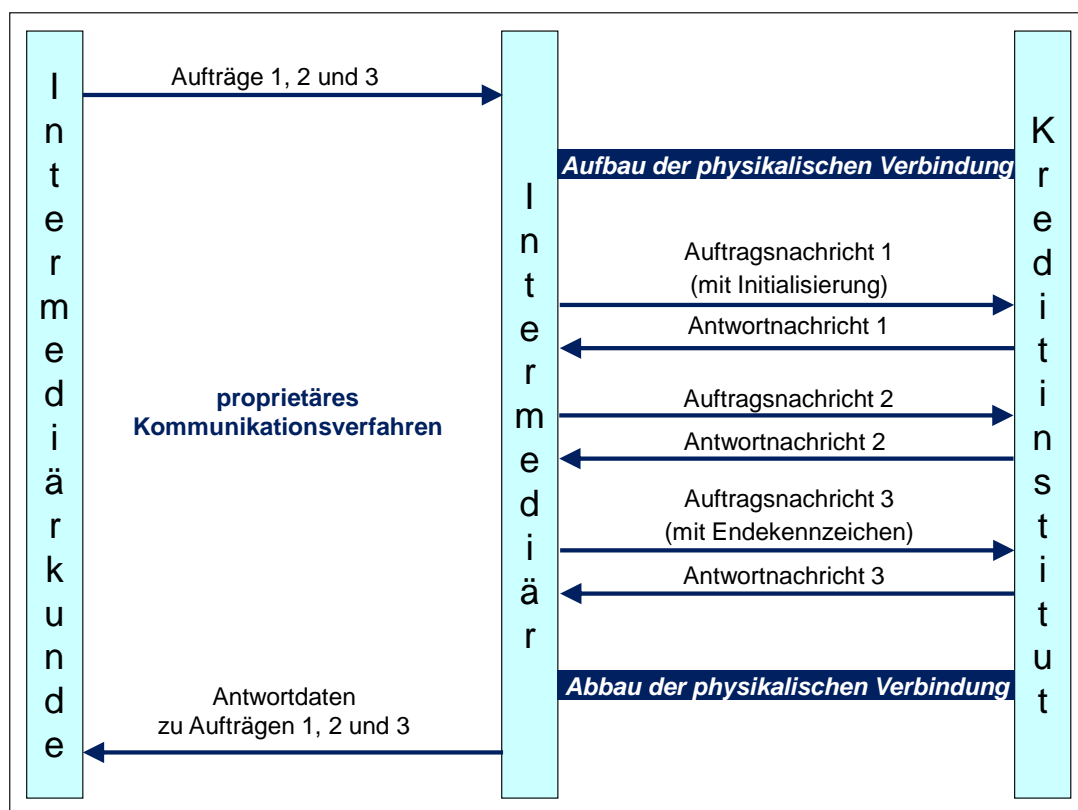 Intermediärkunde
Aufträge 1, 2 und 3
proprietäres
Kommunikationsverfahren
Antwortdaten
zu Aufträgen 1, 2 und 3
Intermediär
Aufbau der physikalischen Verbindung
Auftragsnachricht 1
(mit Initialisierung)
Antwortnachricht 1
Auftragsnachricht 2
Antwortnachricht 2
Auftragsnachricht 3
(mit Endekennzeichen)
Antwortnachricht 3
Abbau der physikalischen Verbindung
Kreditinstitut